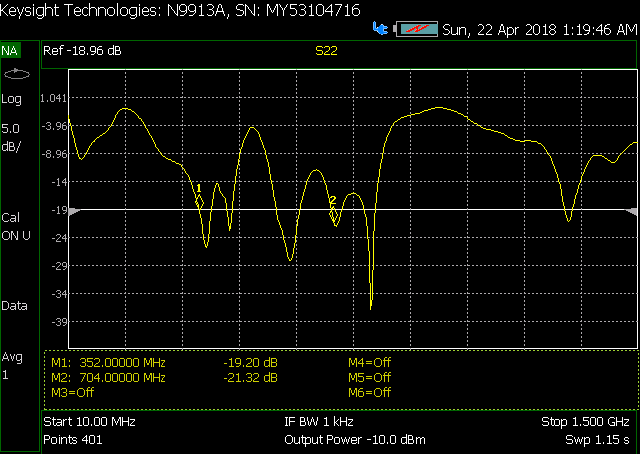 Keysight Technologies: N9913A, SN: MY53104716
Sun, 22 Apr 2018 1:19:46 AM
NA
Ref -18.96 dB
S22
Log
1.041
5.0
-3.96
dB/
-8.96
-14
1
2
-19
Cal
ON U
-24
-29
Data
-34
-39
Avg
1
M1: 352.00000 MHz -19.20 dB M4=Off
M2: 704.00000 MHz -21.32 dB M5=Off
M3=Off M6=Off
Start 10.00 MHz IF BW 1 kHz Stop 1.500 GHz
Points 401 Output Power -10.0 dBm Swp 1.15 s